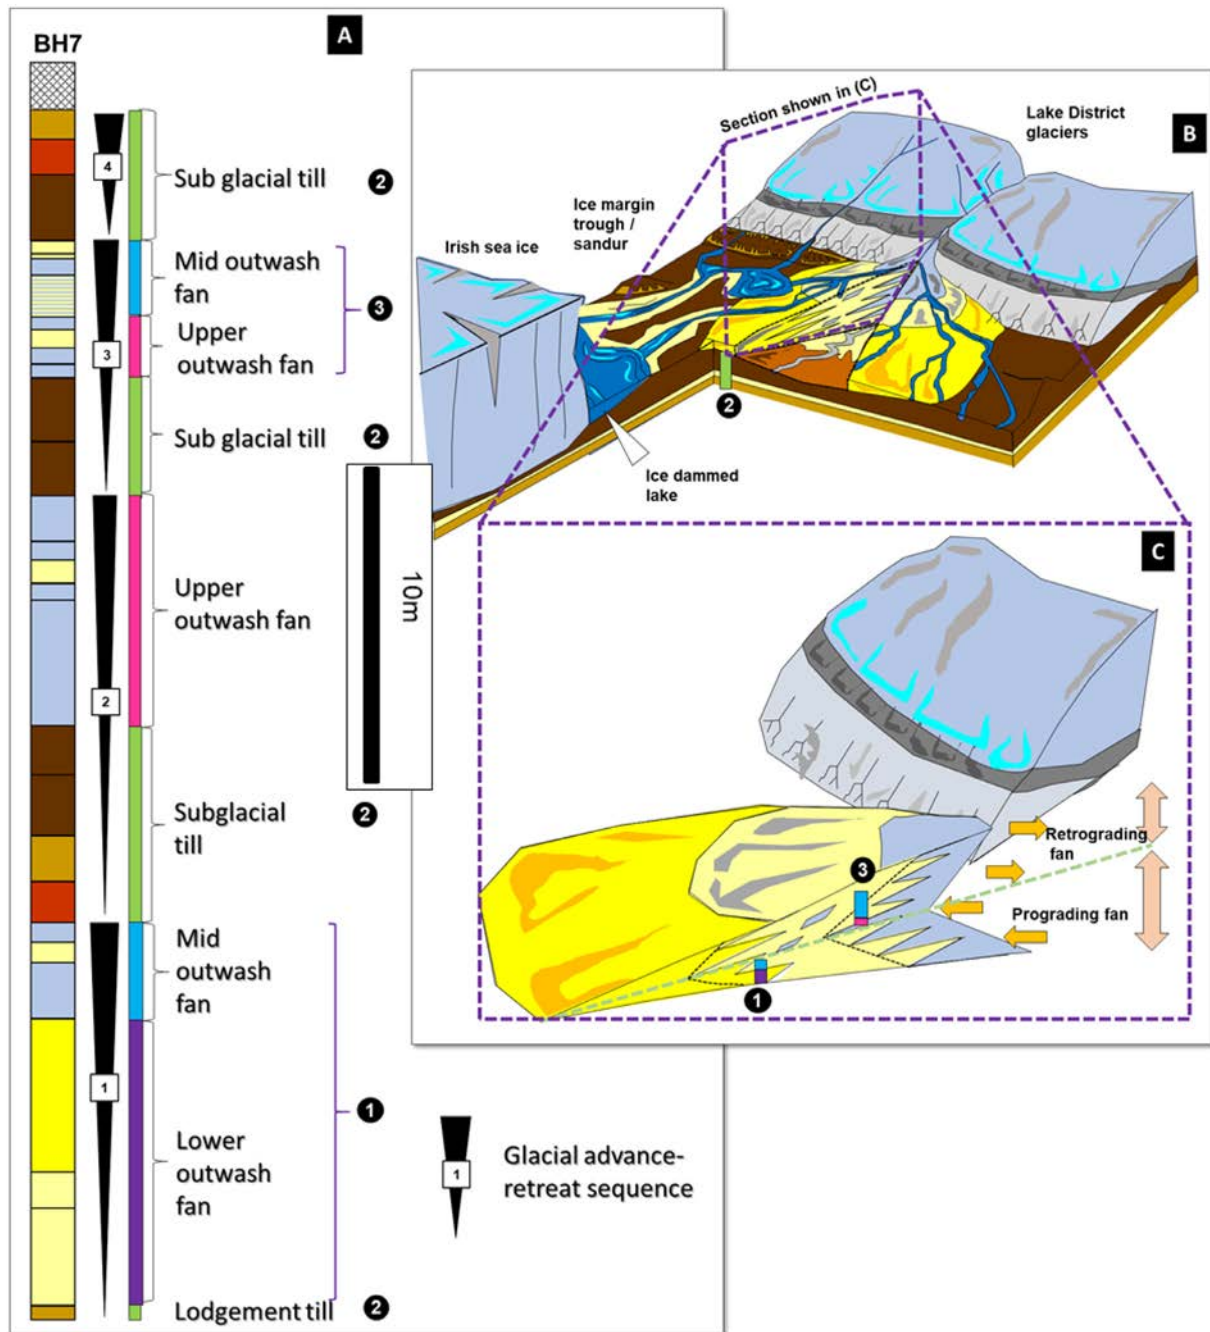 A
BH7
4
Sub glacial till
2
Mid outwash
fan
3
3
Upper
outwash fan
Sub glacial till
2
10m
Upper
outwash fan
2
Subglacial
till
2
Mid
outwash
fan
1
1
Lower
outwash
fan
Lodgement till
2
1
Glacial advance-
retreat sequence
B
Section shown in (C)
Lake District
glaciers
Ice margin
trough /
sandur
Irish sea ice
2
Ice dammed
lake
C
Retrograding
fan
3
Prograding fan
1